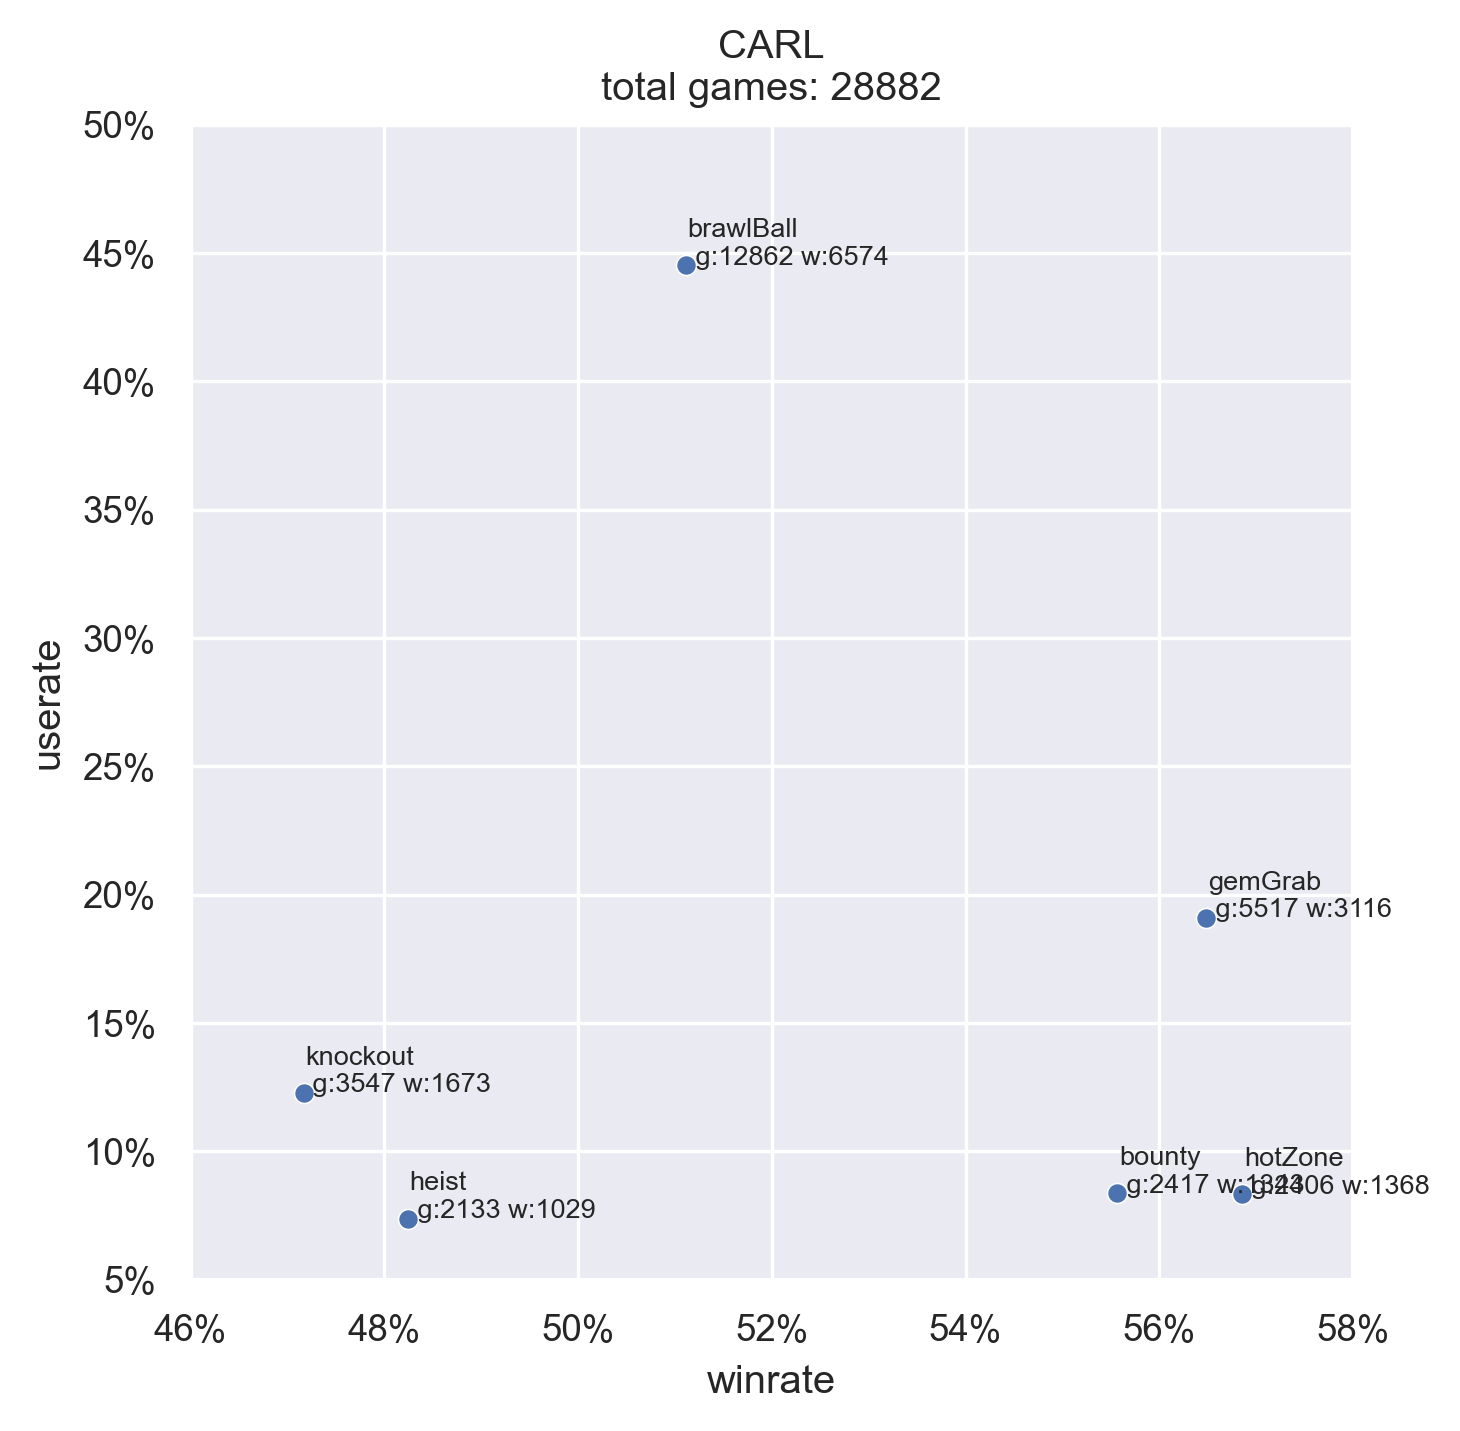 CARL
total games: 28882
50%
45%
40%
35%
30%
25%
20%
15%
10%
5%
userate
brawlBall
g:12862 w:6574
gemGrab
g:5517 w:3116
knockout
g:3547 w:1673
heist
g:2133 w:1029
bounty
g:2417 w:1343
hotZone
g:2406 w:1368
46%
48%
50%
52%
54%
56%
58%
winrate